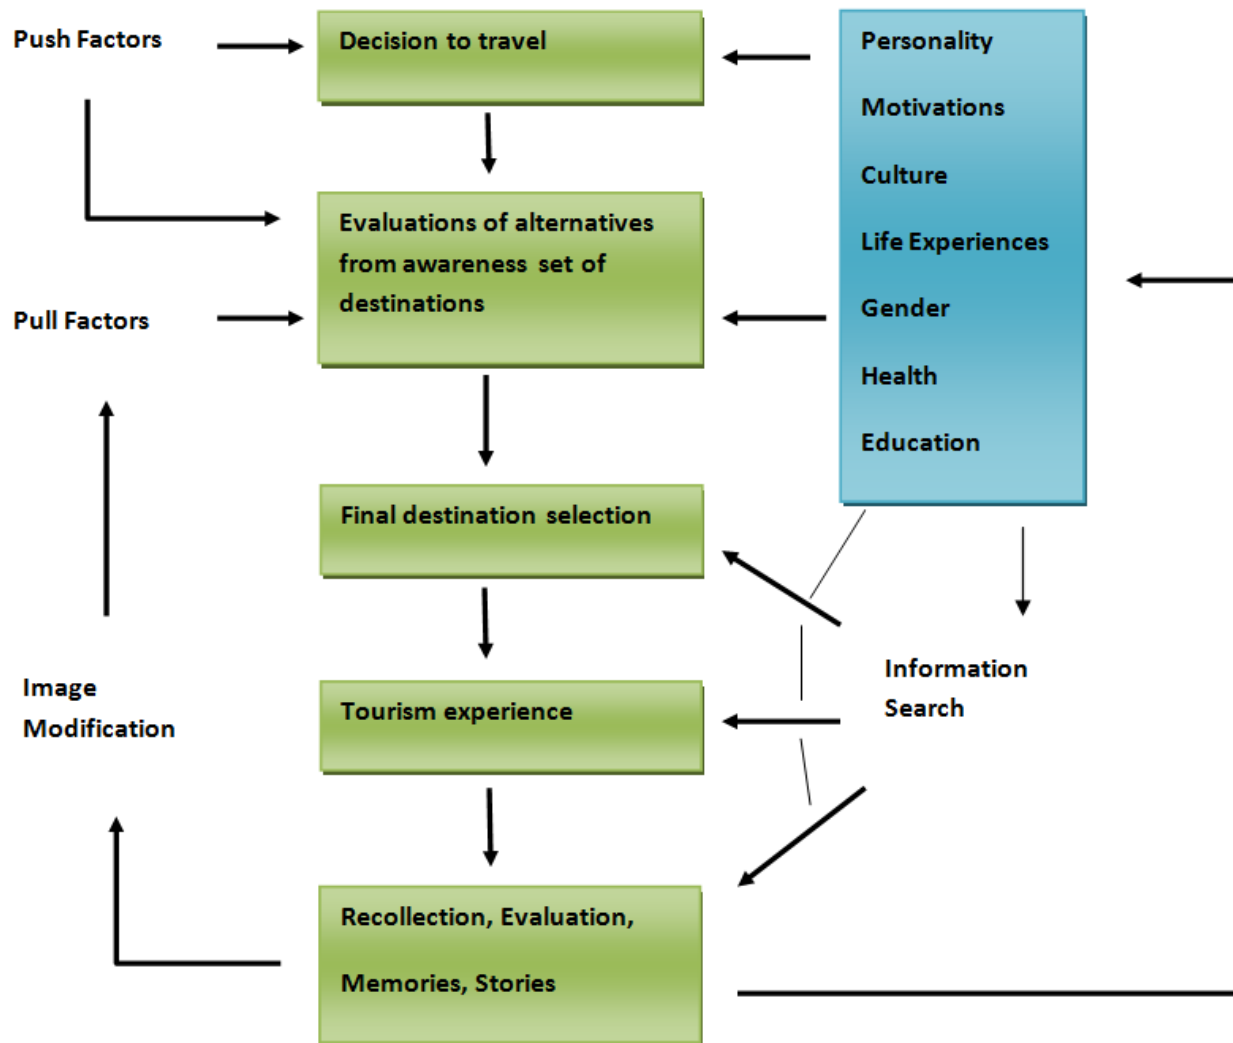 Push Factors
Decision to travel
Personality
Motivations
Culture
Life Experiences
Gender
Health
Education
Evaluations of alternatives
from awareness set of
destinations
Pull Factors
Final destination selection
Information
Search
Image
Modification
Tourism experience
Recollection, Evaluation,
Memories, Stories